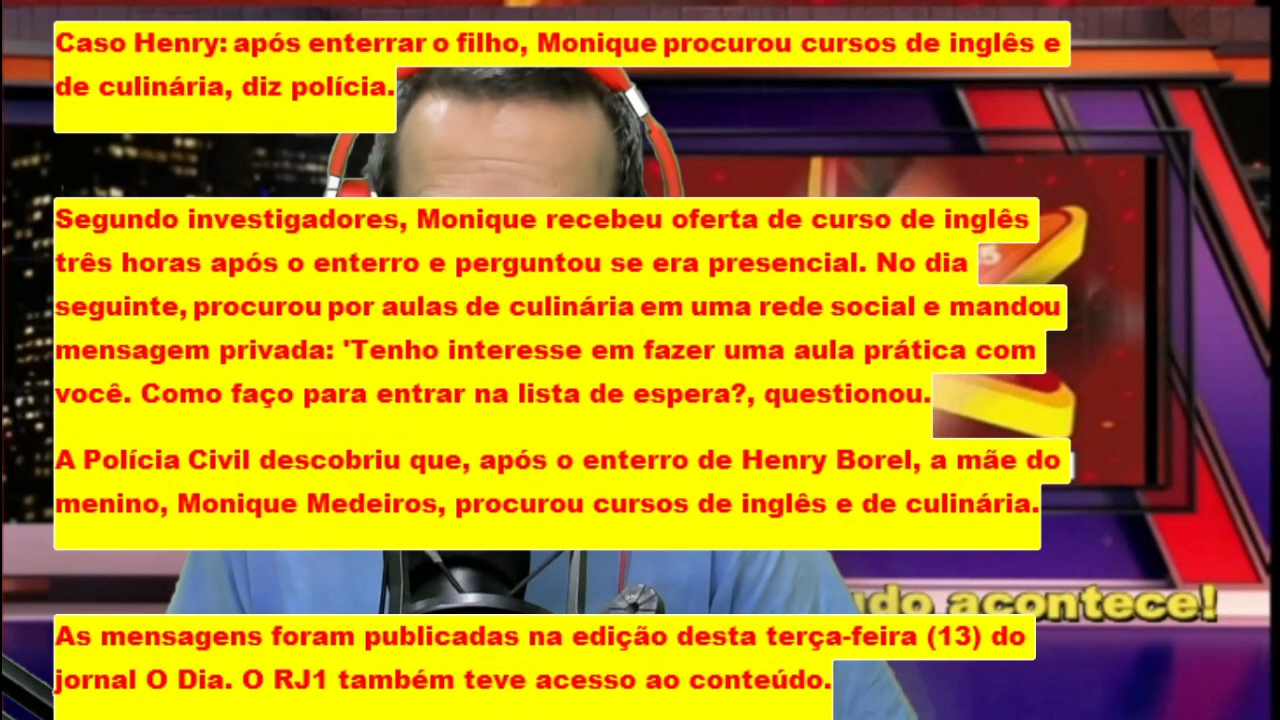 Caso Henry: após enterrar o filho, Monique procurou cursos de inglês e
de culinária, diz polícia.
Segundo investigadores, Monique recebeu oferta de curso de inglês
três horas após o enterro e perguntou se era presencial. No dia
seguinte, procurou por aulas de culinária em uma rede social e mandou
mensagem privada: 'Tenho interesse em fazer uma aula prática com
você. Como faço para entrar na lista de espera?, questionou.
A Polícia Civil descobriu que, após o enterro de Henry Borel, a mãe do
menino, Monique Medeiros, procurou cursos de inglês e de culinária.
acontece!
As mensagens foram publicadas na edição desta terça-feira (13) do
jornal O Dia. O RJ1 também teve acesso ao conteúdo.